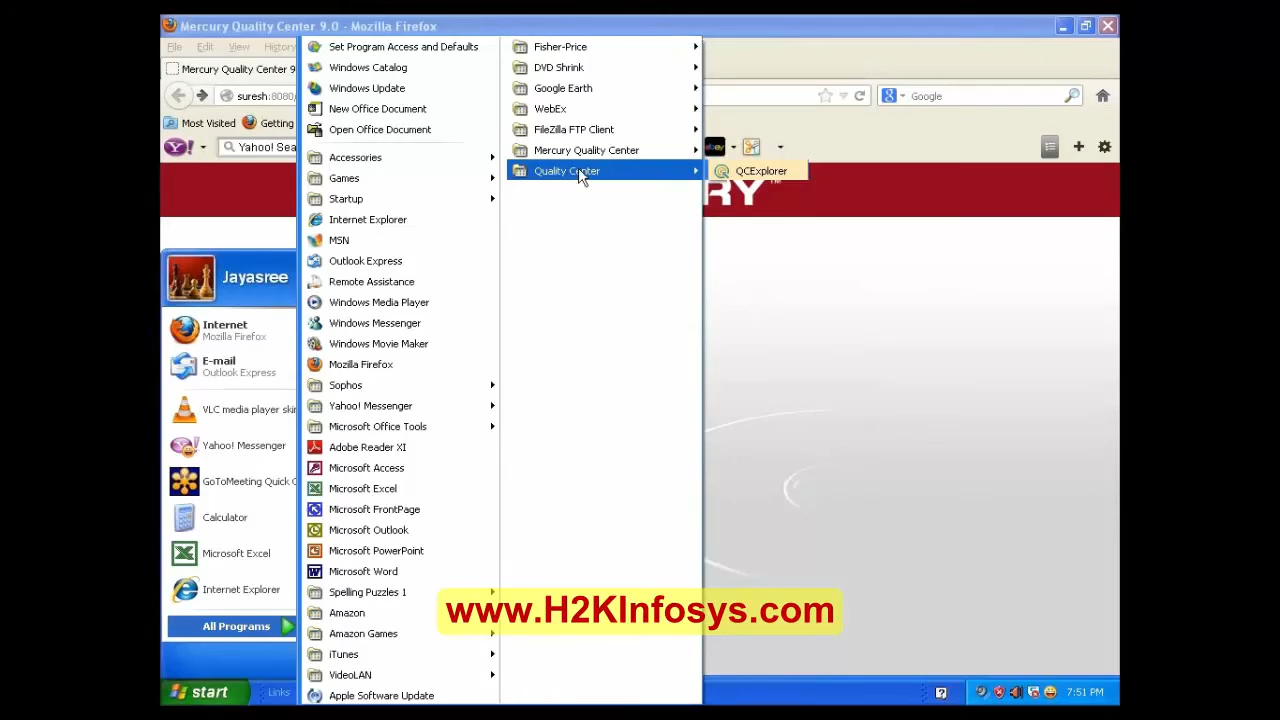 Mercury Quality Center 9.0 - Mozilla Firefox
File Edit View History
Mercury Quality Center 9
suresh:8080/
Google
Most Visited
Getting
Yahoo! Sea
ebay
RY™
Jayasree
Internet
Mozilla Firefox
E-mail
Outlook Express
VLC media player ski
Yahoo! Messenger
GoToMeeting Quick C
Calculator
Microsoft Excel
Internet Explorer
All Programs
Set Program Access and Defaults
Windows Catalog
Windows Update
New Office Document
Open Office Document
Accessories
Games
Startup
Internet Explorer
MSN
Outlook Express
Remote Assistance
Windows Media Player
Windows Messenger
Windows Movie Maker
Mozilla Firefox
Sophos
Yahoo! Messenger
Microsoft Office Tools
Adobe Reader XI
Microsoft Access
Microsoft Excel
Microsoft FrontPage
Microsoft Outlook
Microsoft PowerPoint
Microsoft Word
Spelling Puzzles 1
Amazon
Amazon Games
iTunes
VideoLAN
Apple Software Update
Fisher-Price
DVD Shrink
Google Earth
WebEx
FileZilla FTP Client
Mercury Quality Center
Quality Center
QCExplorer
www.H2KInfosys.com
start
Links
7:51 PM